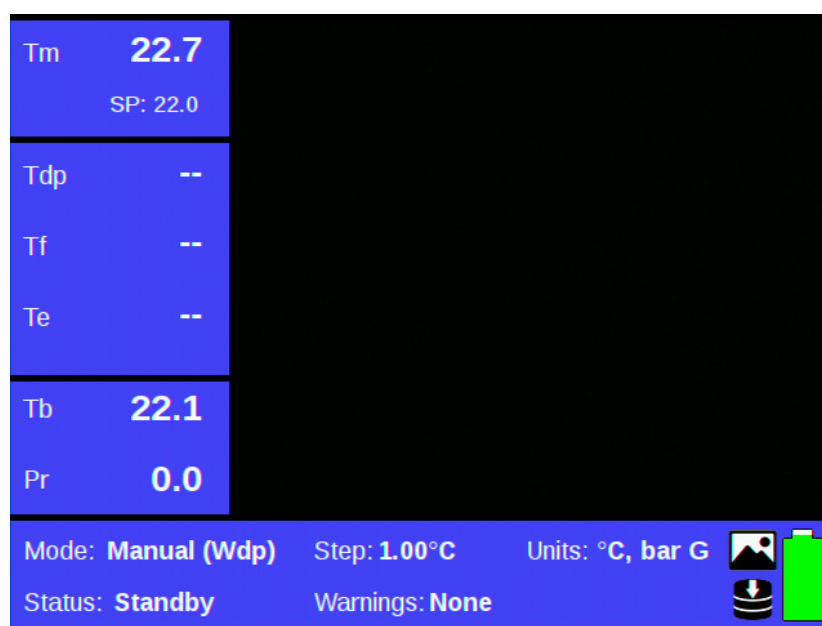 Tm 22.7
SP: 22.0
Tdp --
Tf --
Te --
Tb 22.1
Pr 0.0
Mode: Manual (Wdp) Step: 1.00°C Units: °C, bar G
Status: Standby Warnings: None